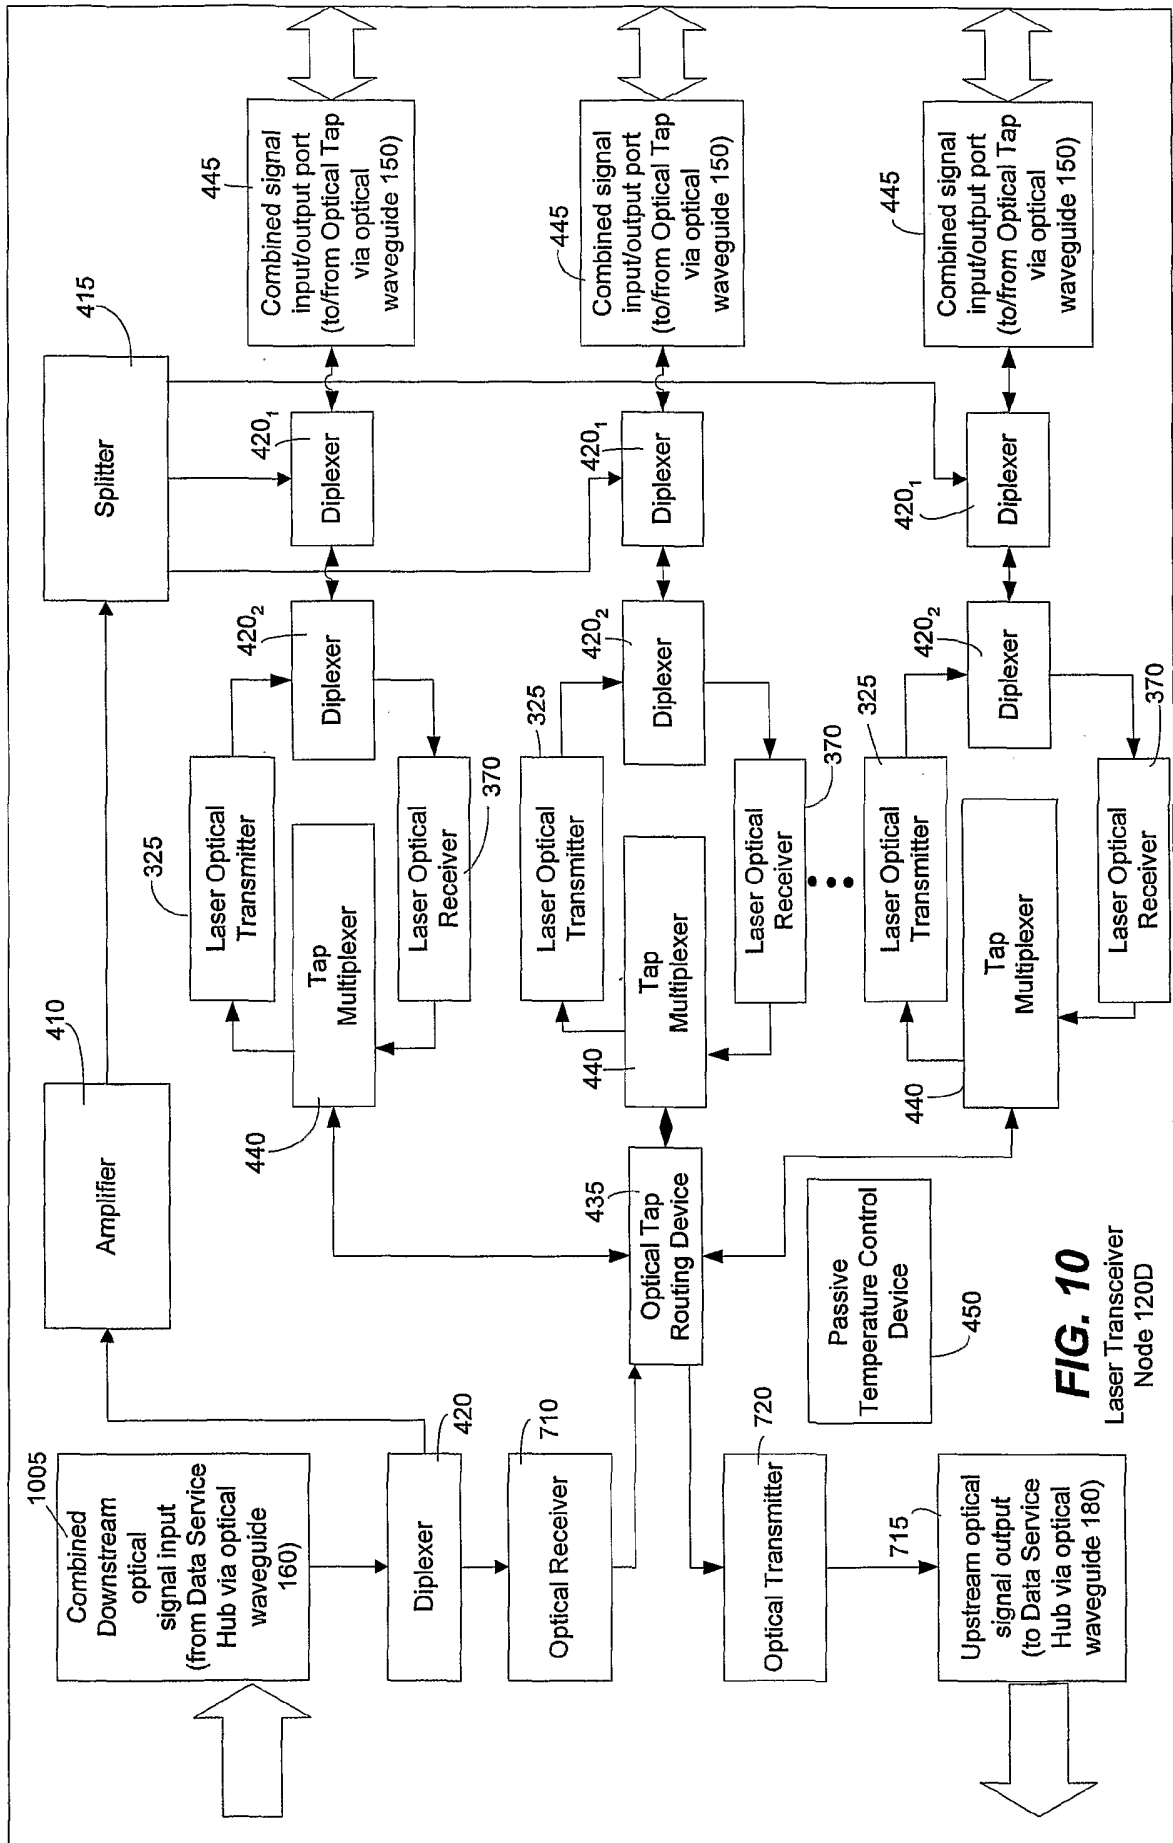 1005
Combined
Downstream
optical
signal input
(from Data Service
Hub via optical
waveguide
160)
420
Diplexer
710
Optical Receiver
720
Optical Transmitter
715
Upstream optical
signal output
(to Data Service
Hub via optical
waveguide 180)
410
Amplifier
415
Splitter
435
Optical Tap
Routing Device
Passive
Temperature Control
Device
450
440
Tap
Multiplexer
325
Laser Optical
Transmitter
Laser Optical
Receiver
370
420₂
Diplexer
420₁
Diplexer
445
Combined signal
input/output port
(to/from Optical Tap
via optical
waveguide 150)
440
Tap
Multiplexer
325
Laser Optical
Transmitter
Laser Optical
Receiver
370
420₂
Diplexer
420₁
Diplexer
445
Combined signal
input/output port
(to/from Optical Tap
via optical
waveguide 150)
440
Tap
Multiplexer
325
Laser Optical
Transmitter
Laser Optical
Receiver
370
420₂
Diplexer
420₁
Diplexer
445
Combined signal
input/output port
(to/from Optical Tap
via optical
waveguide 150)
FIG. 10
Laser Transceiver
Node 120D